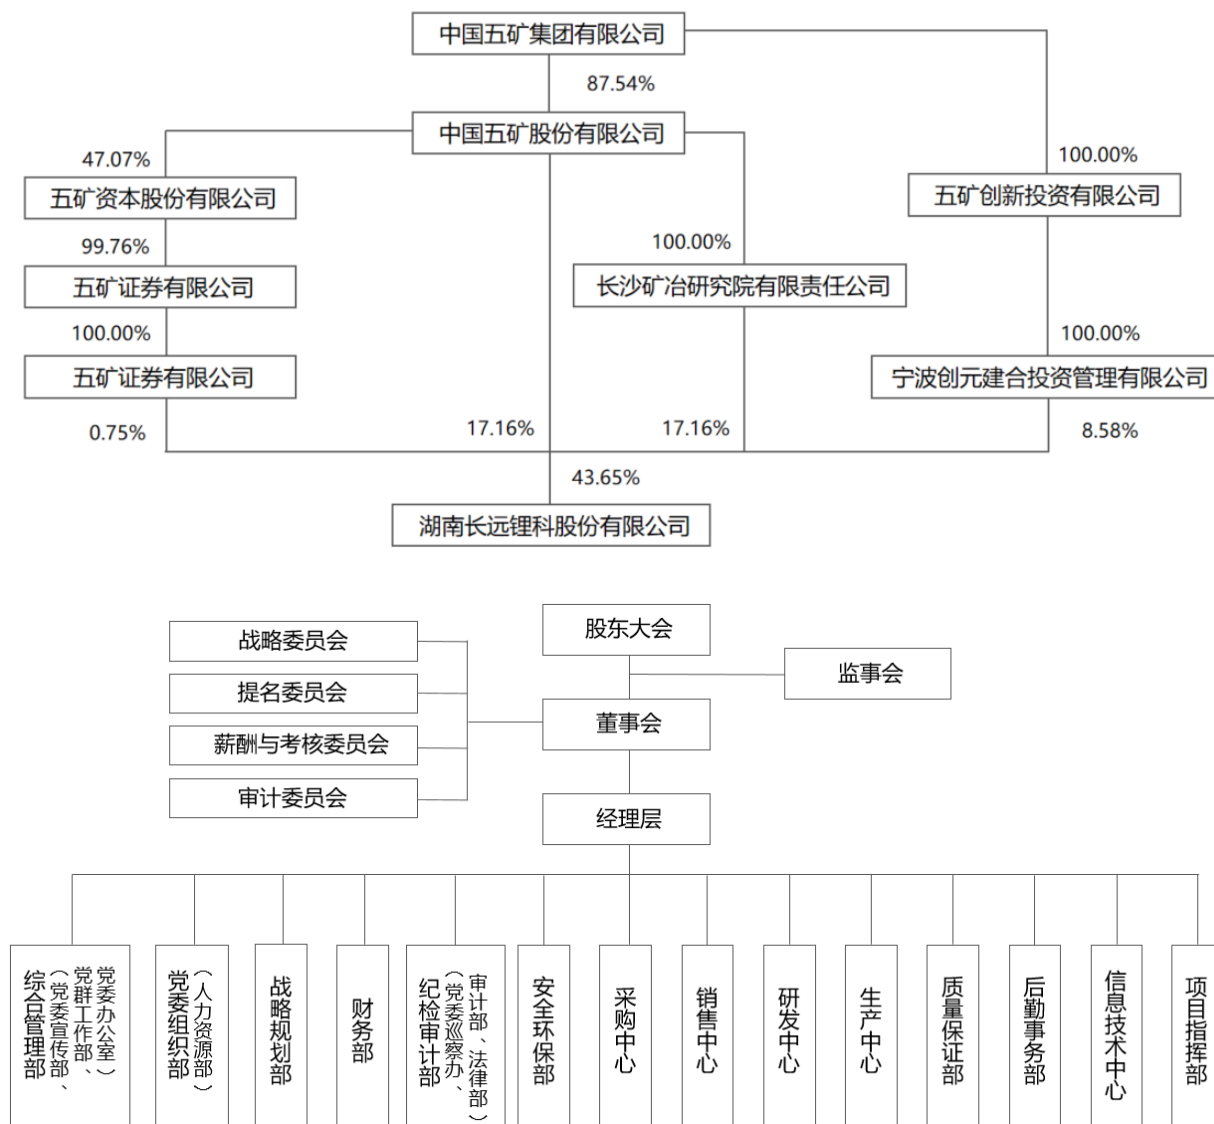 中国五矿集团有限公司
87.54%
中国五矿股份有限公司
47.07%
100.00%
五矿资本股份有限公司
五矿创新投资有限公司
99.76%
100.00%
五矿证券有限公司
长沙矿冶研究院有限责任公司
100.00%
100.00%
五矿证券有限公司
宁波创元建合投资管理有限公司
0.75%
17.16%
17.16%
8.58%
43.65%
湖南长远锂科股份有限公司
股东大会
战略委员会
监事会
提名委员会
董事会
薪酬与考核委员会
审计委员会
经理层
综合管理部
（党委宣传部、
党群工作部、
党委办公室）
党委组织部
（人力资源部）
战略规划部
财务部
纪检审计部
（党委巡察办、
审计部、法律部）
安全环保部
采购中心
销售中心
研发中心
生产中心
质量保证部
后勤事务部
信息技术中心
项目指挥部